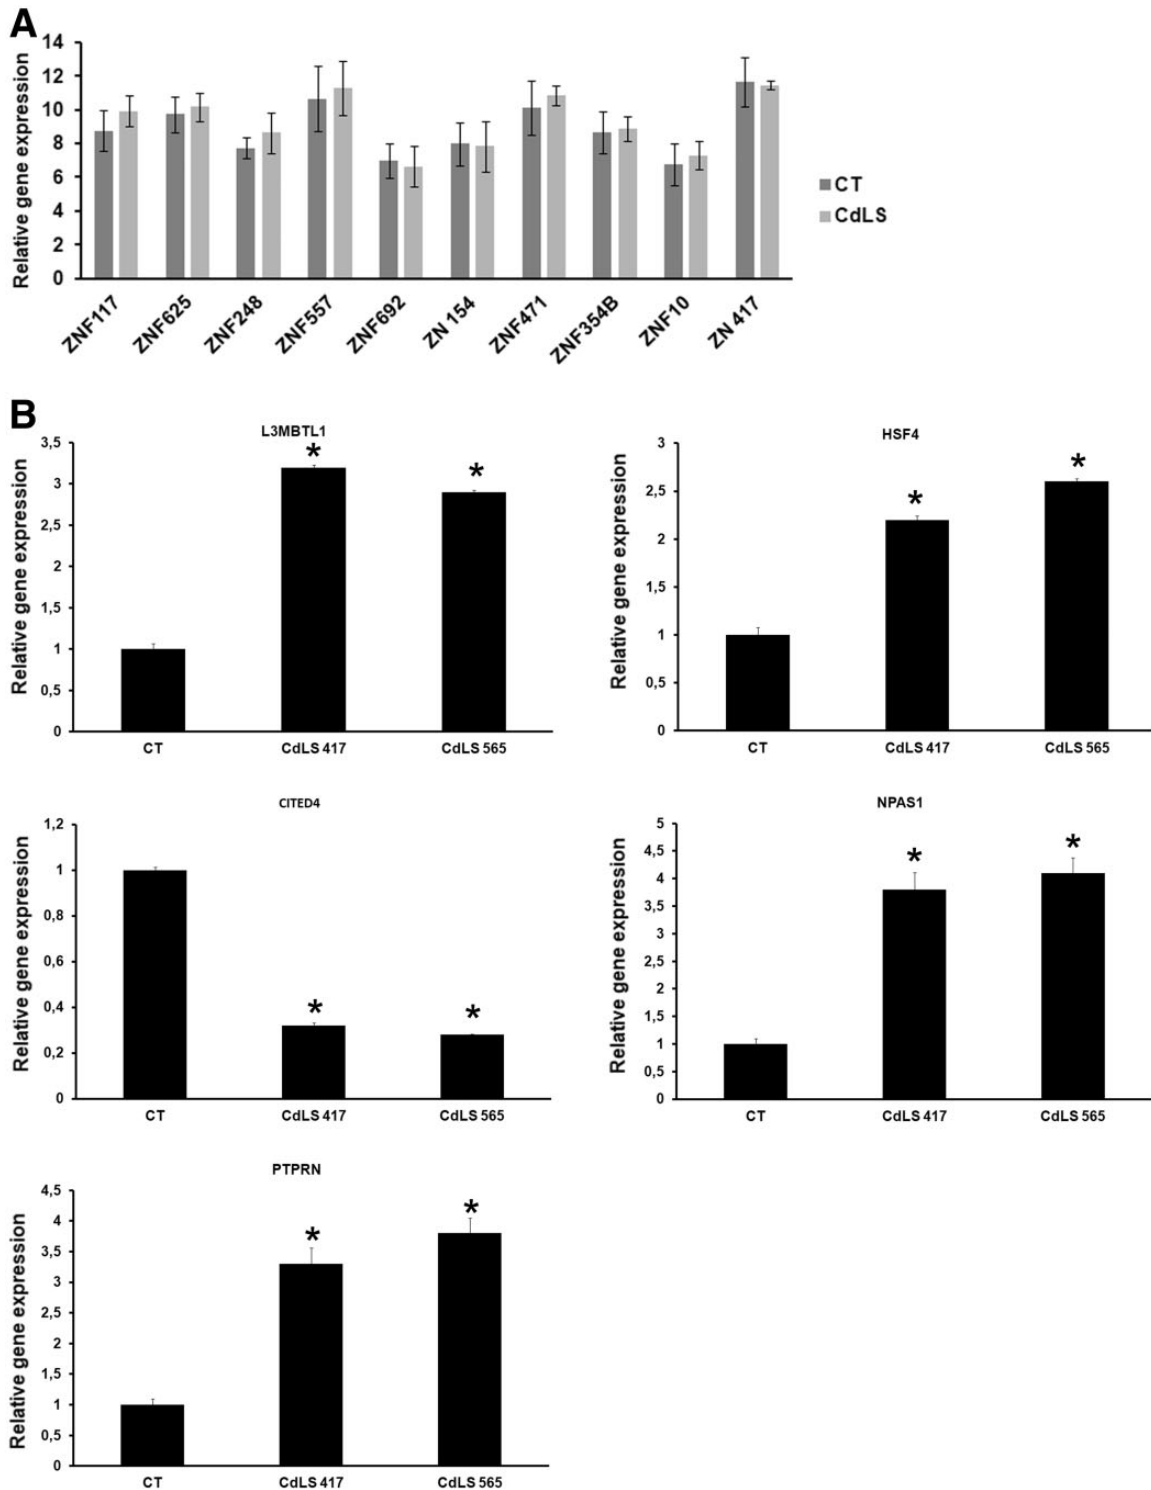 A
Relative gene expression
14
12
10
8
6
4
2
0
ZNF117
ZNF625
ZNF248
ZNF557
ZNF692
ZN 154
ZNF471
ZNF354B
ZNF10
ZN 417
CT
CdLS
B
L3MBTL1
Relative gene expression
3,5
3
2,5
2
1,5
1
0,5
0
*
*
CT
CdLS 417
CdLS 565
HSF4
Relative gene expression
3
2,5
2
1,5
1
0,5
0
*
*
CT
CdLS 417
CdLS 565
CITED4
Relative gene expression
1,2
1
0,8
0,6
0,4
0,2
0
*
*
CT
CdLS 417
CdLS 565
NPAS1
Relative gene expression
5
4,5
4
3,5
3
2,5
2
1,5
1
0,5
0
*
*
CT
CdLS 417
CdLS 565
PTPRN
Relative gene expression
4,5
4
3,5
3
2,5
2
1,5
1
0,5
0
*
*
CT
CdLS 417
CdLS 565